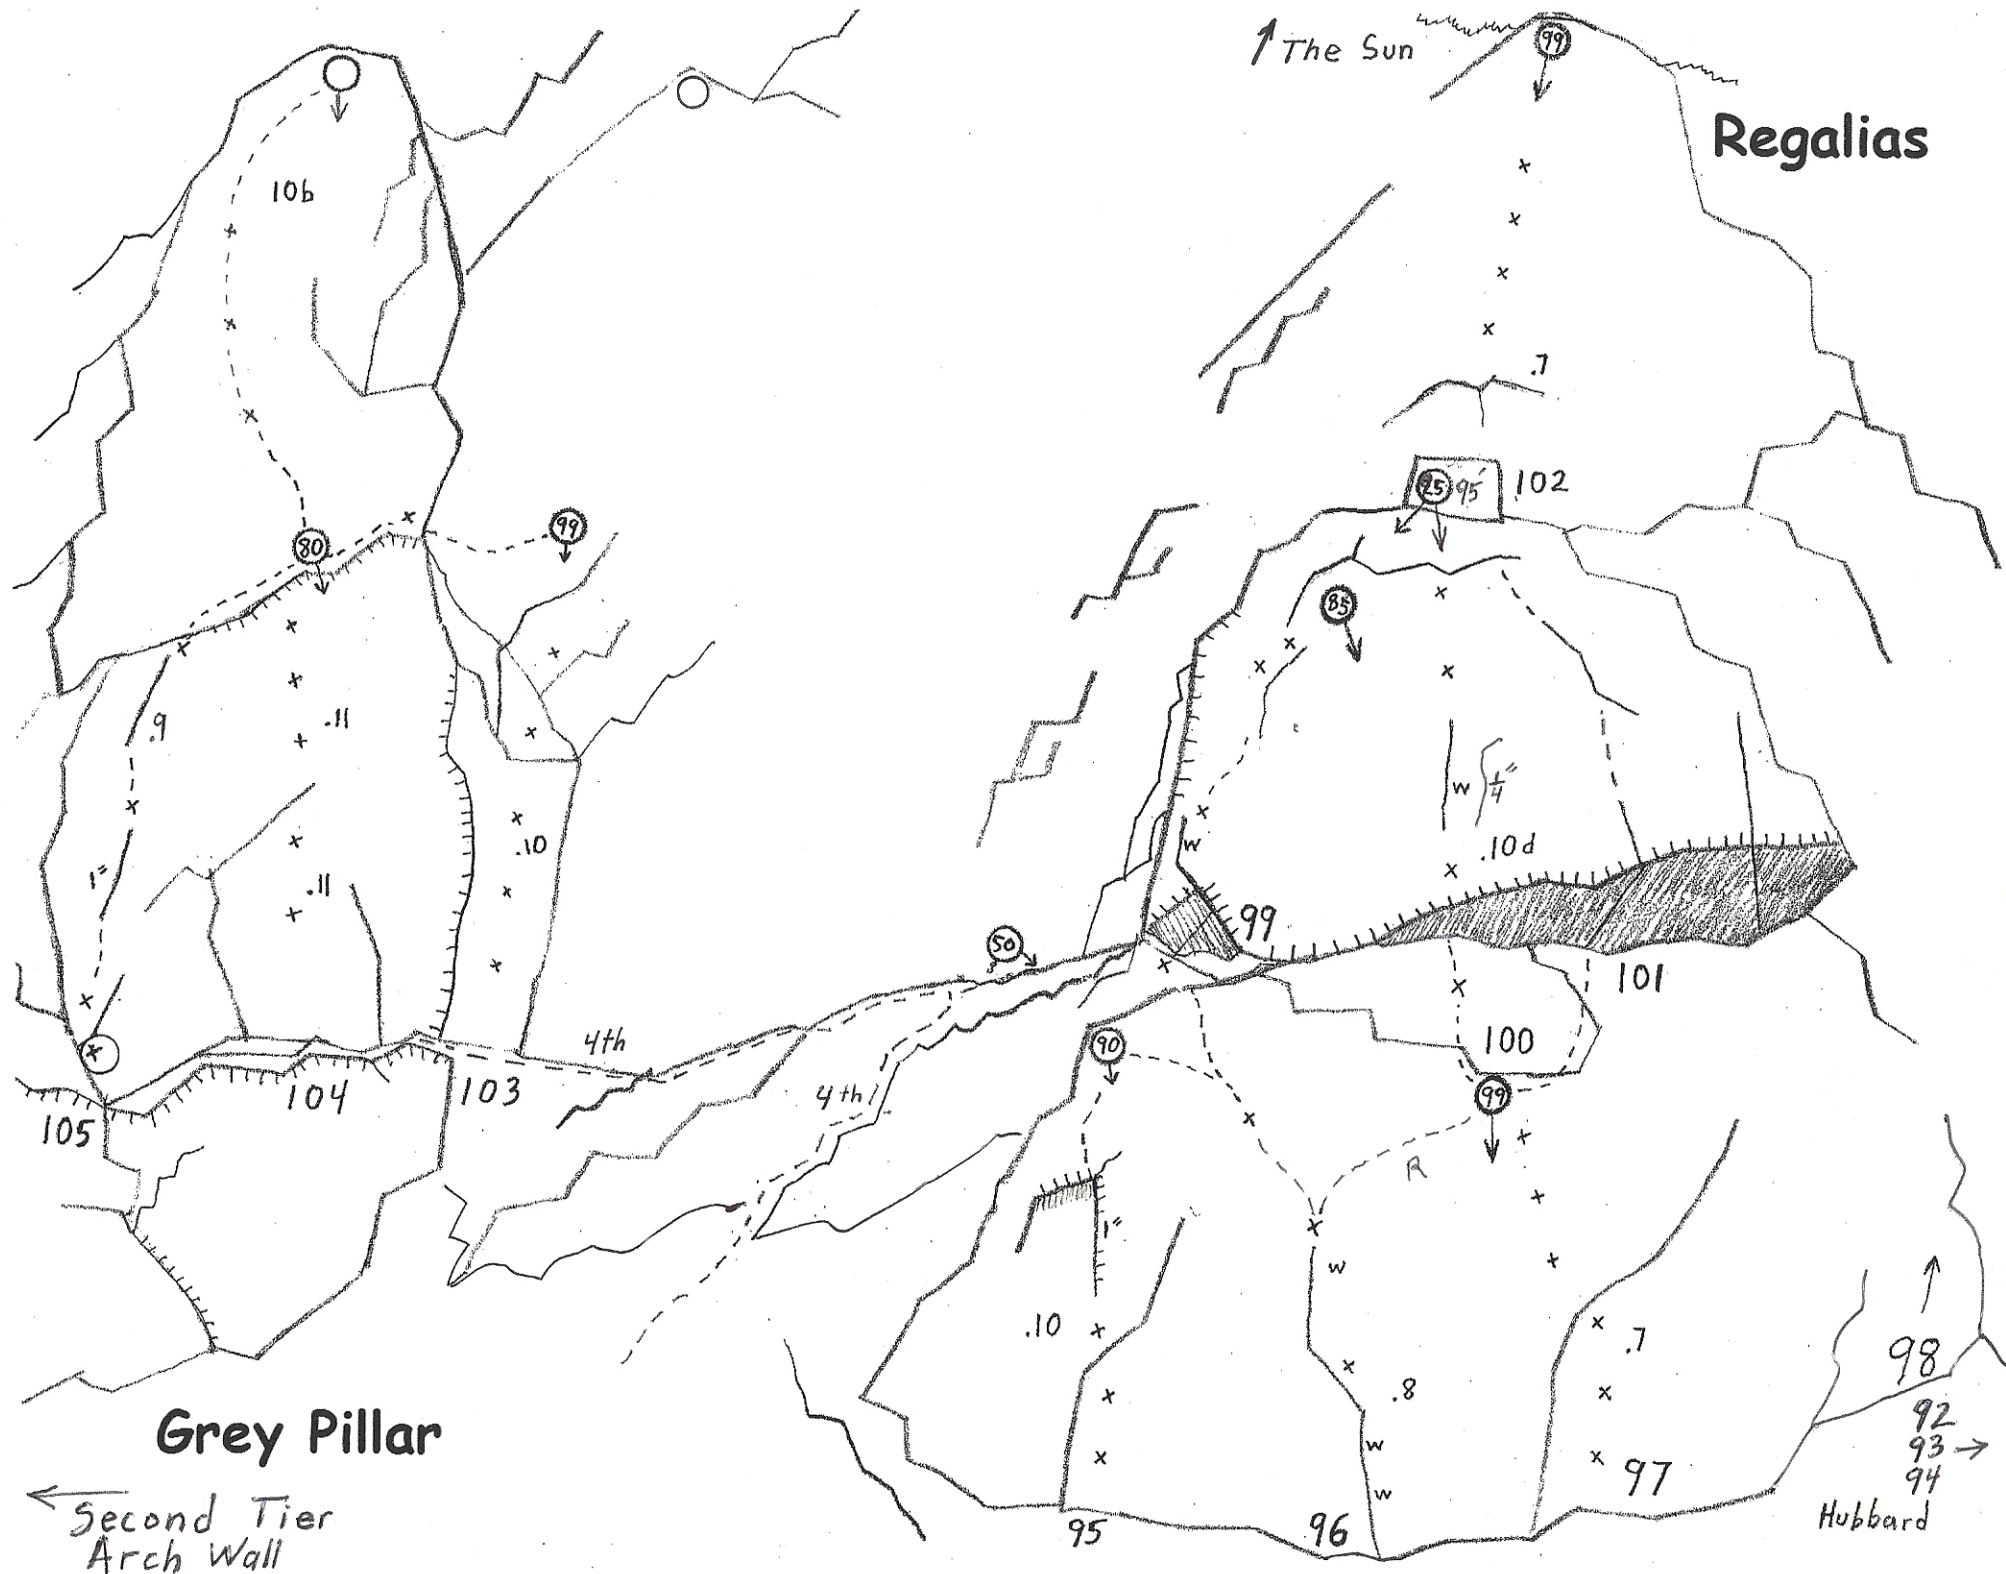 The Sun
99
Regalias
10b
.7
25
95
102
80
99
85
.9
.11
w
1/4"
.10
1"
.11
w
.10d
50
99
101
4th
100
90
99
104
103
4th
105
R
1"
w
.10
.7
98
.8
92
93
94
Hubbard
w
w
97
95
96
Grey Pillar
Second Tier
Arch Wall